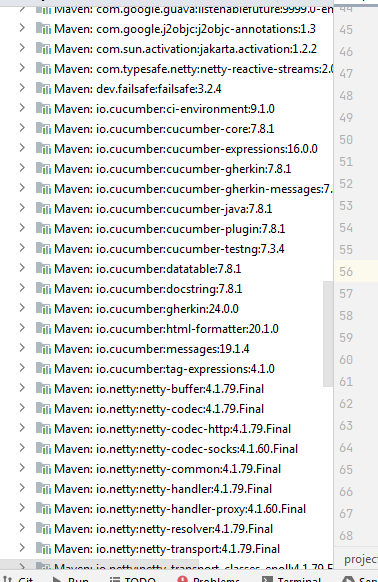 Maven: com.google.guava:listenablefuture:9999.0-em
44
Maven: com.google.j2objc:j2objc-annotations:1.3
45
Maven: com.sun.activation:jakarta.activation:1.2.2
46
Maven: com.typesafe.netty:netty-reactive-streams:2.0
47
Maven: dev.failsafe:failsafe:3.2.4
48
Maven: io.cucumber:ci-environment:9.1.0
49
Maven: io.cucumber:cucumber-core:7.8.1
50
Maven: io.cucumber:cucumber-expressions:16.0.0
51
Maven: io.cucumber:cucumber-gherkin:7.8.1
Maven: io.cucumber:cucumber-gherkin-messages:7.
52
Maven: io.cucumber:cucumber-java:7.8.1
53
Maven: io.cucumber:cucumber-plugin:7.8.1
54
Maven: io.cucumber:cucumber-testng:7.3.4
55
Maven: io.cucumber:datatable:7.8.1
56
Maven: io.cucumber:docstring:7.8.1
57
Maven: io.cucumber:gherkin:24.0.0
58
Maven: io.cucumber:html-formatter:20.1.0
59
Maven: io.cucumber:messages:19.1.4
60
Maven: io.cucumber:tag-expressions:4.1.0
61
Maven: io.netty:netty-buffer:4.1.79.Final
Maven: io.netty:netty-codec:4.1.79.Final
62
Maven: io.netty:netty-codec-http:4.1.79.Final
63
Maven: io.netty:netty-codec-socks:4.1.60.Final
64
Maven: io.netty:netty-common:4.1.79.Final
65
Maven: io.netty:netty-handler:4.1.79.Final
66
Maven: io.netty:netty-handler-proxy:4.1.60.Final
67
Maven: io.netty:netty-resolver:4.1.79.Final
68
Maven: io.netty:netty-transport:4.1.79.Final
projec
Git Run TODO Problems Terminal